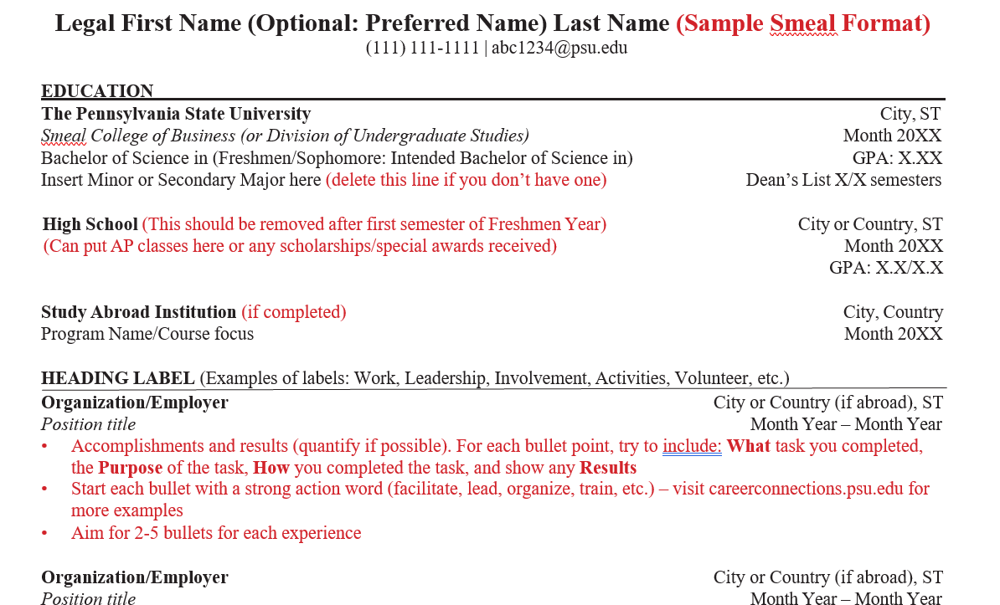 Legal First Name (Optional: Preferred Name) Last Name (Sample Smeal Format)
(111) 111-1111 | abc1234@psu.edu
EDUCATION
The Pennsylvania State University City, ST
Smeal College of Business (or Division of Undergraduate Studies) Month 20XX
Bachelor of Science in (Freshmen/Sophomore: Intended Bachelor of Science in) GPA: X.XX
Insert Minor or Secondary Major here (delete this line if you don’t have one) Dean’s List X/X semesters
High School (This should be removed after first semester of Freshmen Year) City or Country, ST
(Can put AP classes here or any scholarships/special awards received) Month 20XX
GPA: X.X/X.X
Study Abroad Institution (if completed) City, Country
Program Name/Course focus Month 20XX
HEADING LABEL (Examples of labels: Work, Leadership, Involvement, Activities, Volunteer, etc.)
Organization/Employer City or Country (if abroad), ST
Position title Month Year – Month Year
• Accomplishments and results (quantify if possible). For each bullet point, try to include: What task you completed,
the Purpose of the task, How you completed the task, and show any Results
• Start each bullet with a strong action word (facilitate, lead, organize, train, etc.) – visit careerconnections.psu.edu for
more examples
• Aim for 2-5 bullets for each experience
Organization/Employer City or Country (if abroad), ST
Position title Month Year – Month Year